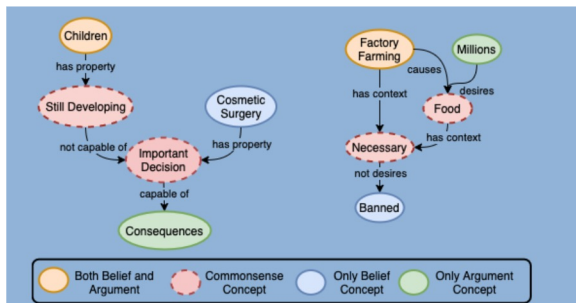 Children
has property
Still Developing
not capable of
Cosmetic
Surgery
has property
Important
Decision
capable of
Consequences
Factory
Farming
Millions
causes
desires
has context
Food
has context
Necessary
not desires
Banned
Both Belief and
Argument
Commonsense
Concept
Only Belief
Concept
Only Argument
Concept